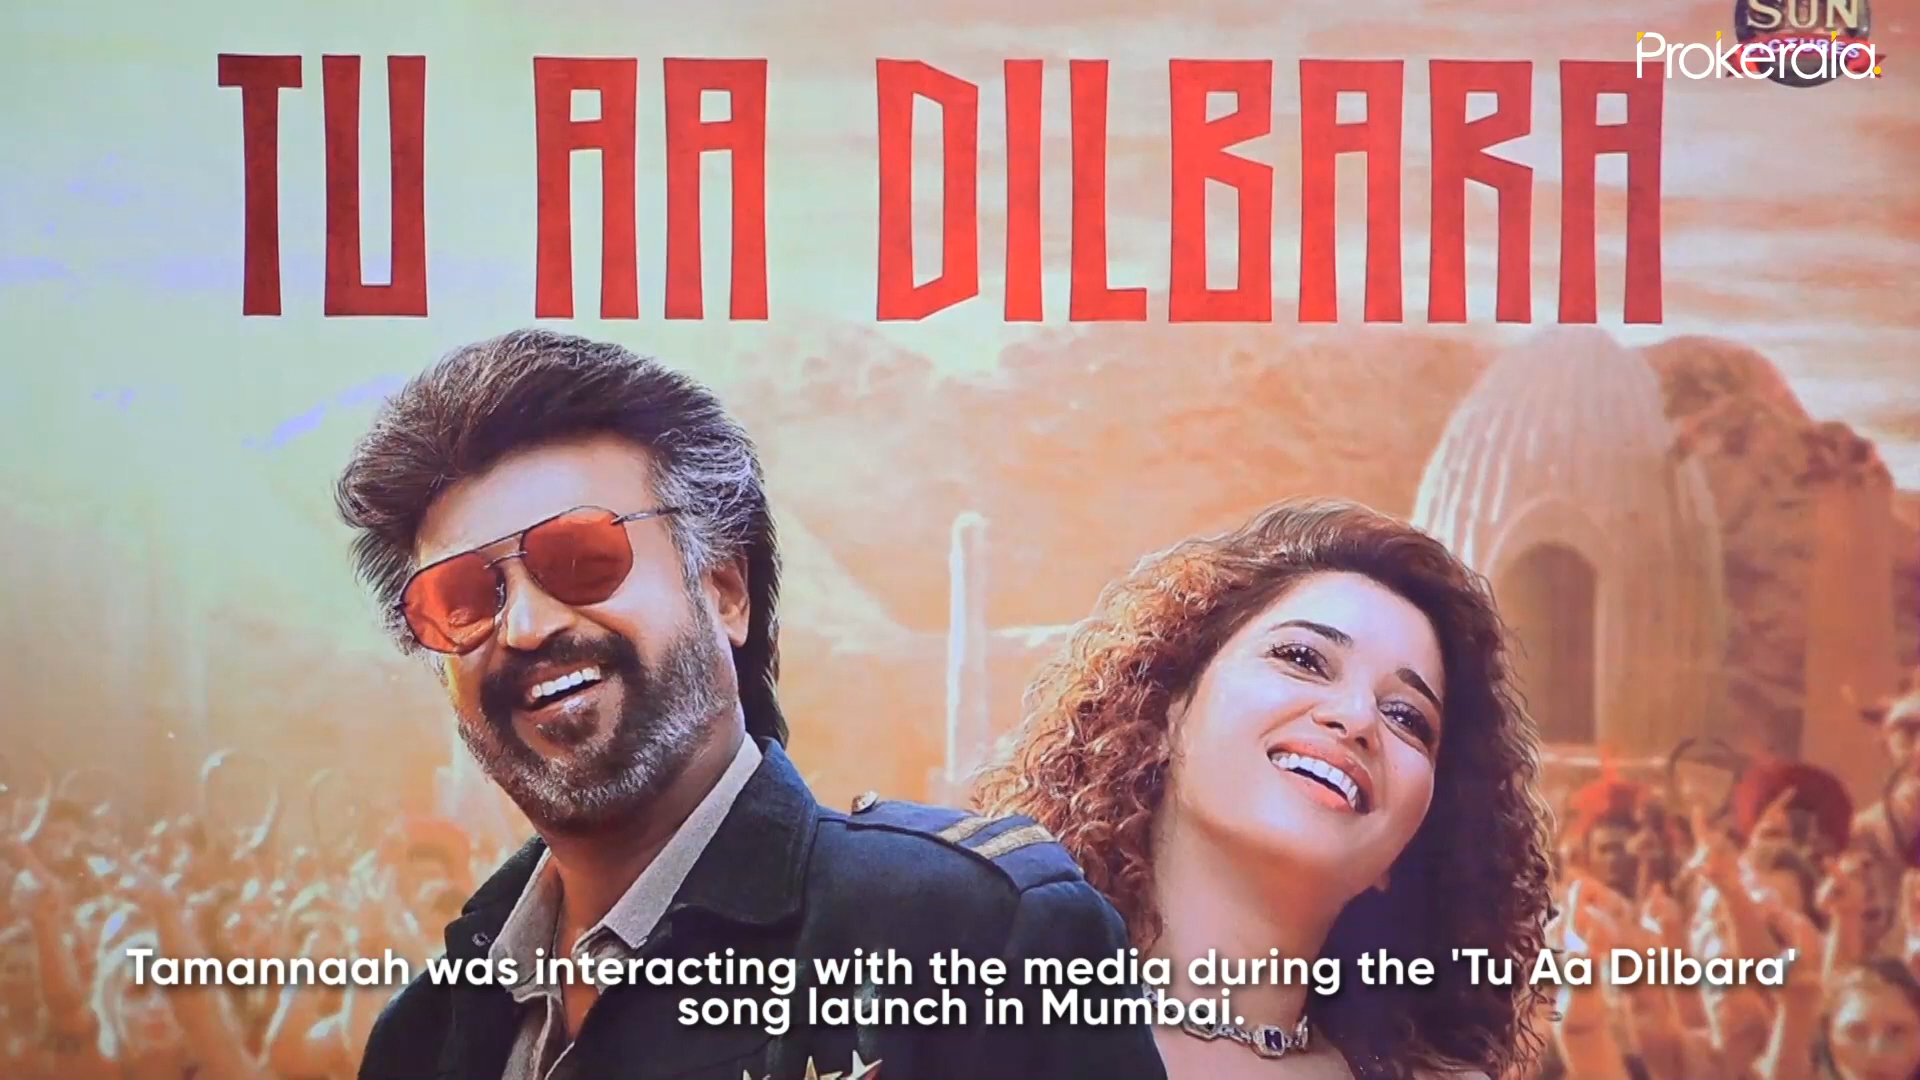 SUN
PICTURES
Prokerala.
TU AA DILBARA
Tamannaah was interacting with the media during the 'Tu Aa Dilbara'
song launch in Mumbai.